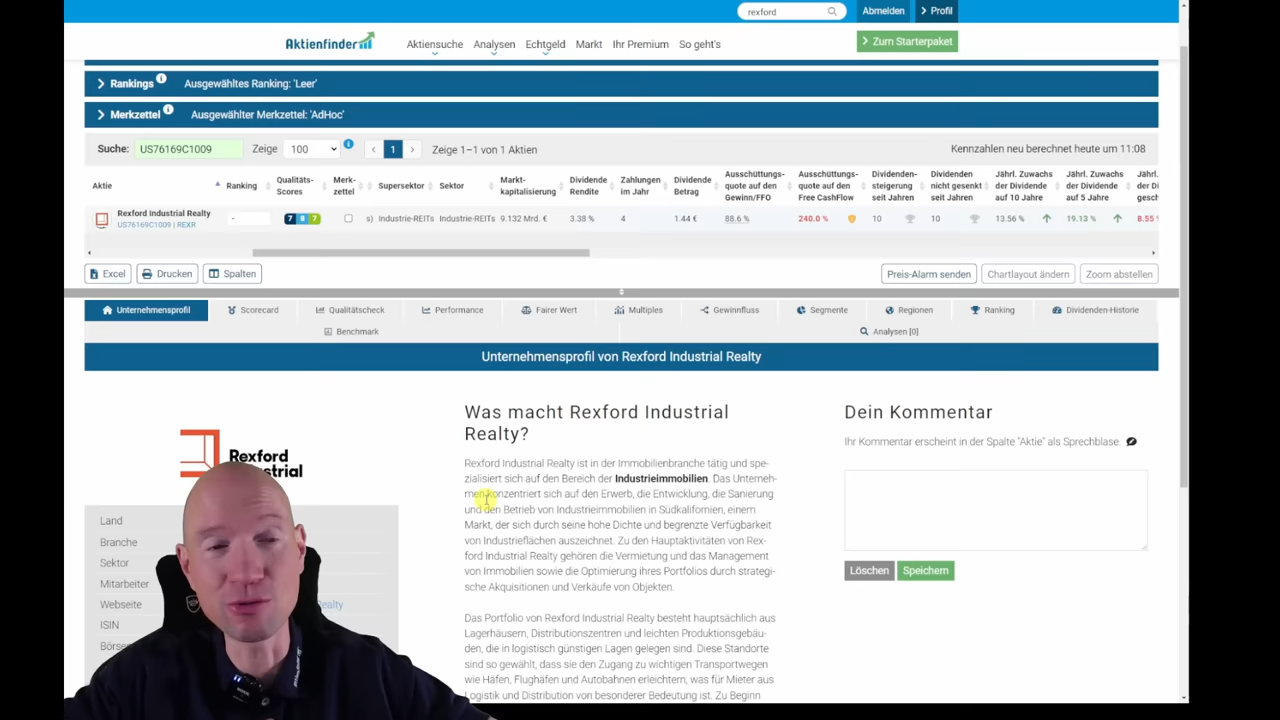 rexford
Abmelden
Profil
Aktienfinder
Aktiensuche
Analysen
Echtgeld
Markt
Ihr Premium
So geht's
Zum Starterpaket
Rankings
Ausgewähltes Ranking: 'Leer'
Merkzettel
Ausgewählter Merkzettel: 'AdHoc'
Suche: US76169C1009 Zeige 100 1 Zeige 1–1 von 1 Aktien
Kennzahlen neu berechnet heute um 11:08
Aktie
Ranking
Qualitäts-
Scores
Merk-
zettel
Supersektor
Sektor
Markt-
kapitalisierung
Dividende
Rendite
Zahlungen
im Jahr
Dividende
Betrag
Ausschüttungs-
quote auf den
Gewinn/FFO
Ausschüttungs-
quote auf den
Free CashFlow
Dividenden-
steigerung
seit Jahren
Dividenden
nicht gesenkt
seit Jahren
Jährl. Zuwachs
der Dividende
auf 10 Jahre
Jährl. Zuwachs
der Dividende
auf 5 Jahre
Jährl.
der D
gesch
Rexford Industrial Realty
US76169C1009 | REXR
-
7 8 7
s) Industrie-REITs
Industrie-REITs
9.132 Mrd. €
3.38 %
4
1.44 €
88.6 %
240.0 %
10
10
13.56 %
19.13 %
8.55
Excel
Drucken
Spalten
Preis-Alarm senden
Chartlayout ändern
Zoom abstellen
Unternehmensprofil
Scorecard
Qualitätscheck
Performance
Fairer Wert
Multiples
Gewinnfluss
Segmente
Regionen
Ranking
Dividenden-Historie
Benchmark
Analysen [0]
Unternehmensprofil von Rexford Industrial Realty
Rexford
Land
Branche
Sektor
Mitarbeiter
Webseite
ISIN
Realty
Was macht Rexford Industrial
Realty?
Rexford Industrial Realty ist in der Immobilienbranche tätig und spe-
zialisiert sich auf den Bereich der Industrieimmobilien. Das Unterneh-
men konzentriert sich auf den Erwerb, die Entwicklung, die Sanierung
und den Betrieb von Industrieimmobilien in Südkalifornien, einem
Markt, der sich durch seine hohe Dichte und begrenzte Verfügbarkeit
von Industrieflächen auszeichnet. Zu den Hauptaktivitäten von Rex-
ford Industrial Realty gehören die Vermietung und das Management
von Immobilien sowie die Optimierung ihres Portfolios durch strategi-
sche Akquisitionen und Verkäufe von Objekten.
Das Portfolio von Rexford Industrial Realty besteht hauptsächlich aus
Lagerhäusern, Distributionszentren und leichten Produktionsgebäu-
den, die in logistisch günstigen Lagen gelegen sind. Diese Standorte
sind so gewählt, dass sie den Zugang zu wichtigen Transportwegen
wie Häfen, Flughäfen und Autobahnen erleichtern, was für Mieter aus
Logistik und Distribution von besonderer Bedeutung ist. Zu Beginn
Dein Kommentar
Ihr Kommentar erscheint in der Spalte "Aktie" als Sprechblase.
Löschen
Speichern